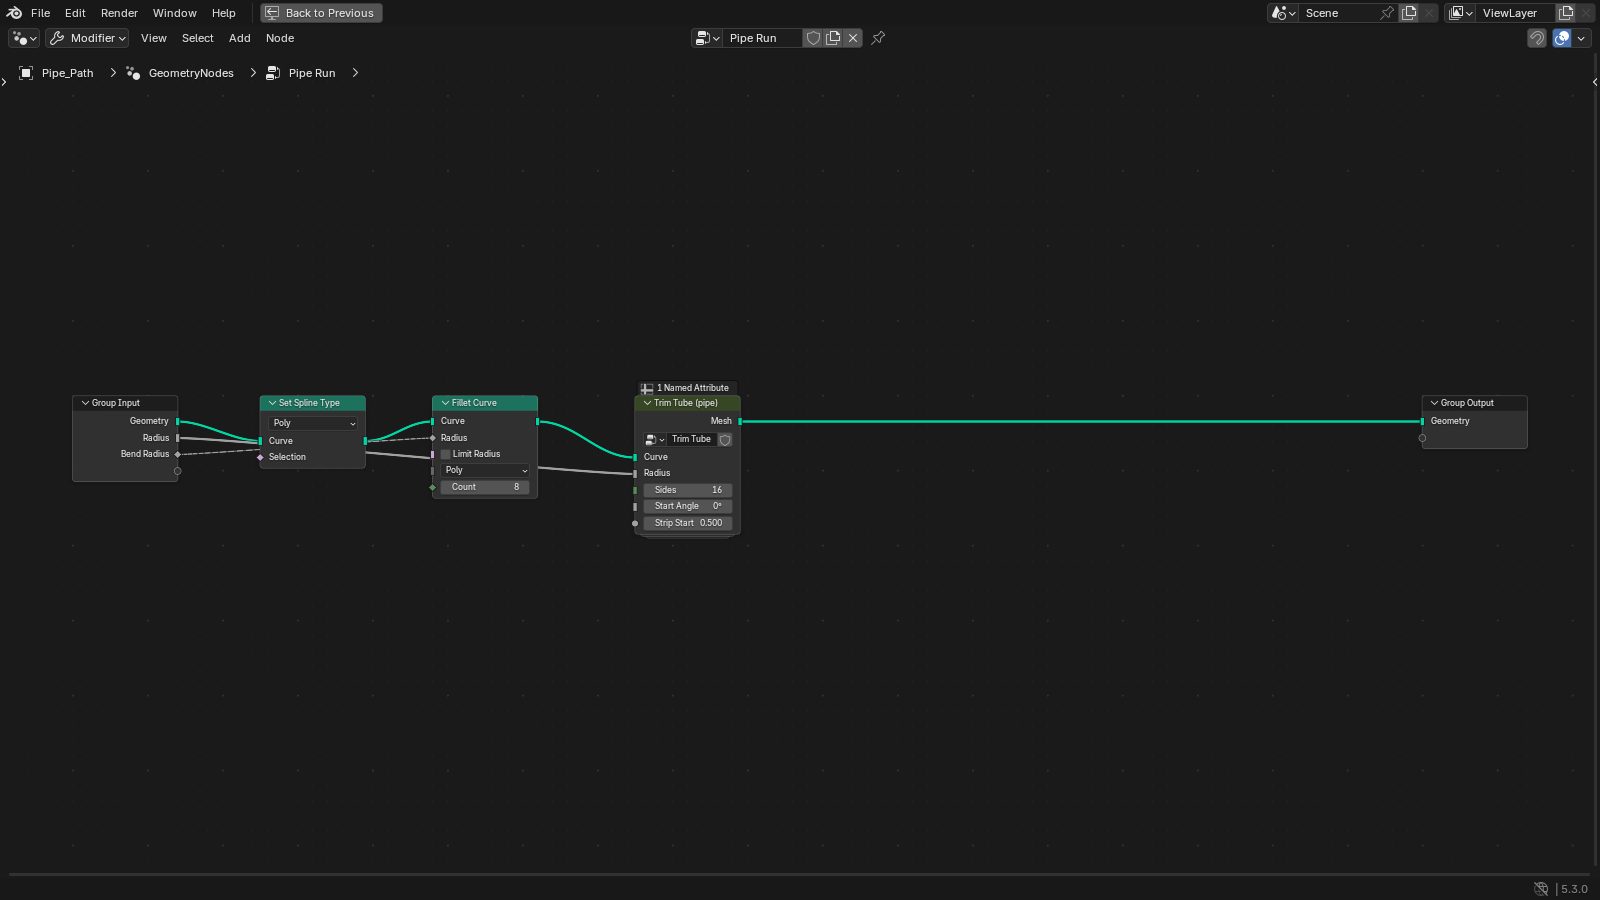 File Edit Render Window Help Back to Previous Scene ViewLayer
Modifier View Select Add Node Pipe Run
Pipe_Path GeometryNodes Pipe Run
1 Named Attribute
Group Input
Geometry
Radius
Bend Radius
Set Spline Type
Poly
Curve
Selection
Fillet Curve
Curve
Radius
Limit Radius
Poly
Count 8
Trim Tube (pipe)
Mesh
Trim Tube
Curve
Radius
Sides 16
Start Angle 0°
Strip Start 0.500
Group Output
Geometry
5.3.0